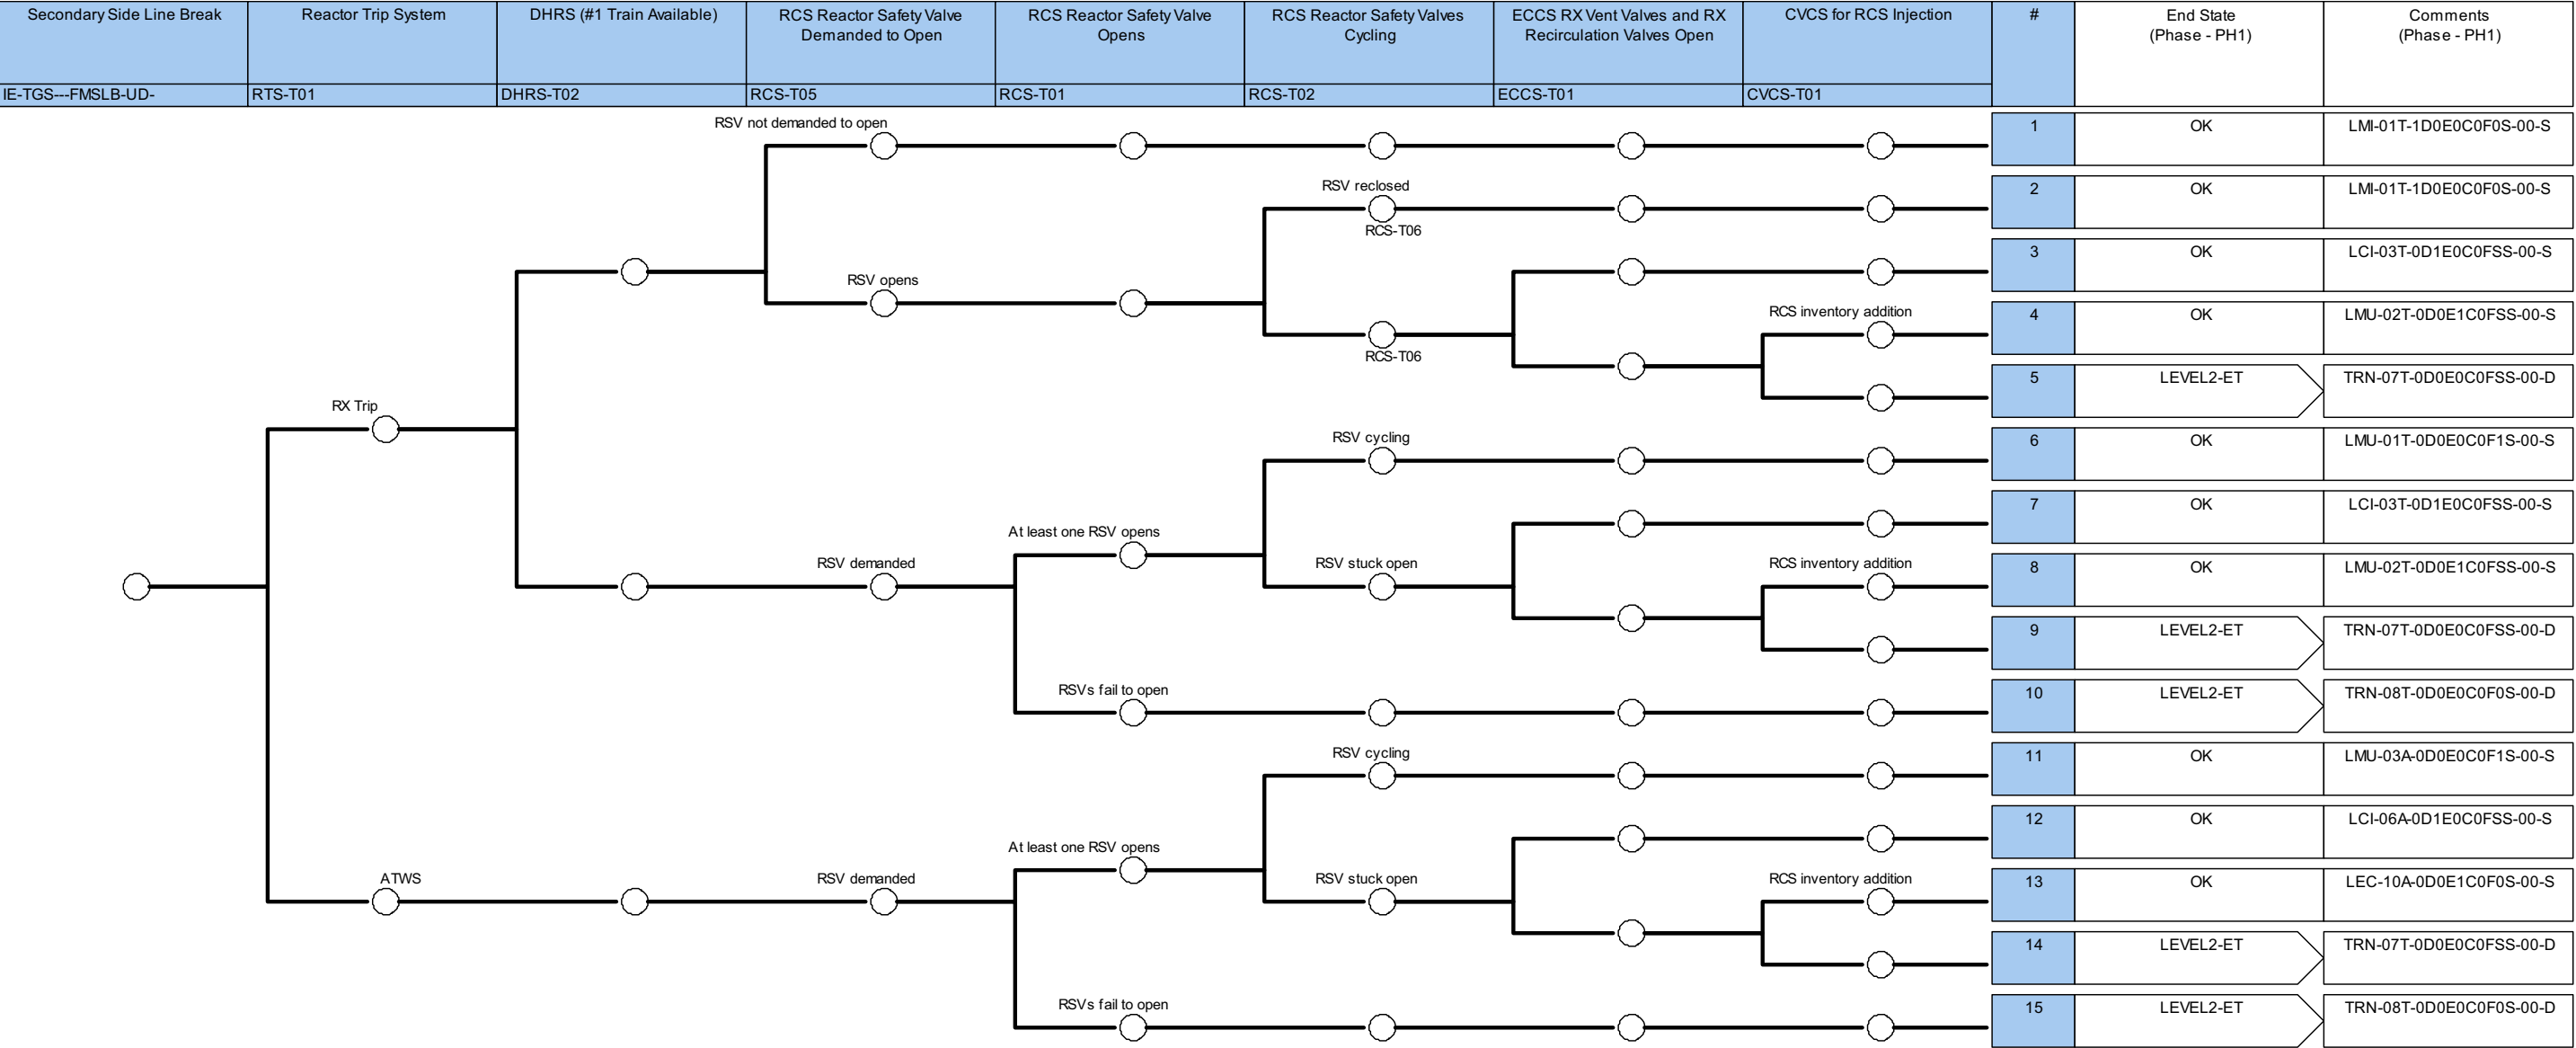 Secondary Side Line Break
Reactor Trip System
DHRS (#1 Train Available)
RCS Reactor Safety Valve
Demanded to Open
RCS Reactor Safety Valve
Opens
RCS Reactor Safety Valves
Cycling
ECCS RX Vent Valves and RX
Recirculation Valves Open
CVCS for RCS Injection
#
End State
(Phase - PH1)
Comments
(Phase - PH1)
IE-TGS---FMSLB-UD-
RTS-T01
DHRS-T02
RCS-T05
RCS-T01
RCS-T02
ECCS-T01
CVCS-T01
RSV not demanded to open
1
OK
LMI-01T-1D0E0C0F0S-00-S
RSV reclosed
RCS-T06
2
OK
LMI-01T-1D0E0C0F0S-00-S
RSV opens
3
OK
LCI-03T-0D1E0C0FSS-00-S
RCS inventory addition
RCS-T06
4
OK
LMU-02T-0D0E1C0FSS-00-S
5
LEVEL2-ET
TRN-07T-0D0E0C0FSS-00-D
RX Trip
RSV cycling
6
OK
LMU-01T-0D0E0C0F1S-00-S
At least one RSV opens
7
OK
LCI-03T-0D1E0C0FSS-00-S
RSV demanded
RSV stuck open
RCS inventory addition
8
OK
LMU-02T-0D0E1C0FSS-00-S
9
LEVEL2-ET
TRN-07T-0D0E0C0FSS-00-D
RSVs fail to open
10
LEVEL2-ET
TRN-08T-0D0E0C0F0S-00-D
RSV cycling
11
OK
LMU-03A-0D0E0C0F1S-00-S
At least one RSV opens
12
OK
LCI-06A-0D1E0C0FSS-00-S
ATWS
RSV demanded
RSV stuck open
RCS inventory addition
13
OK
LEC-10A-0D0E1C0F0S-00-S
14
LEVEL2-ET
TRN-07T-0D0E0C0FSS-00-D
RSVs fail to open
15
LEVEL2-ET
TRN-08T-0D0E0C0F0S-00-D